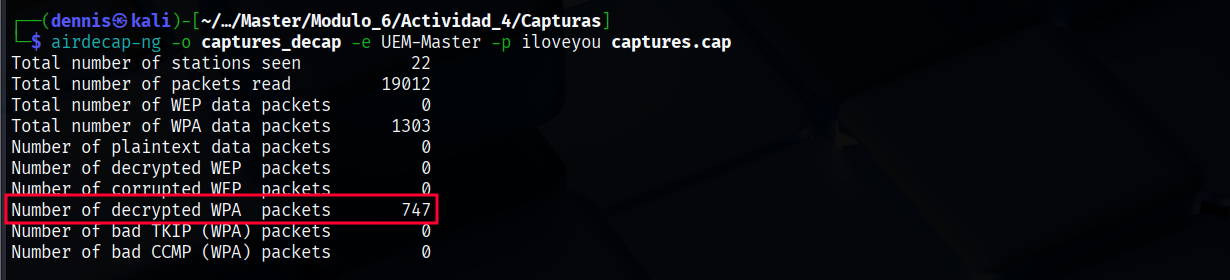 ┌──(dennis㉿kali)-[~/…/Master/Modulo_6/Actividad_4/Capturas]
└─$ airdecap-ng -o captures_decap -e UEM-Master -p iloveyou captures.cap
Total number of stations seen           22
Total number of packets read         19012
Total number of WEP data packets         0
Total number of WPA data packets      1303
Number of plaintext data packets         0
Number of decrypted WEP  packets         0
Number of corrupted WEP  packets         0
Number of decrypted WPA  packets       747
Number of bad TKIP (WPA) packets         0
Number of bad CCMP (WPA) packets         0